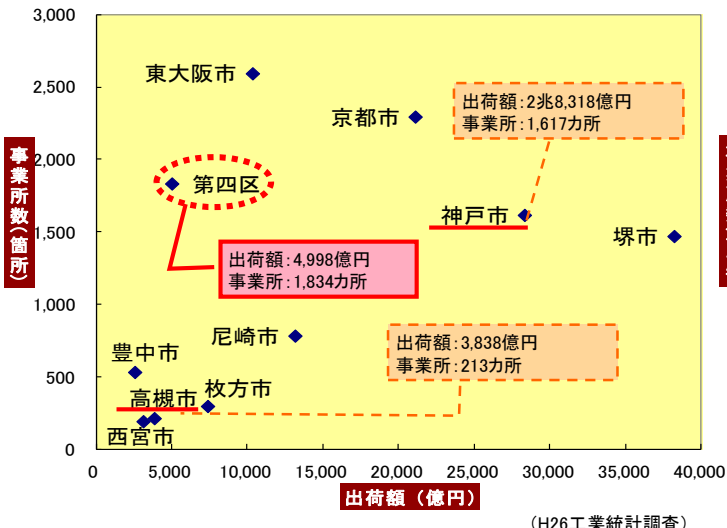 3,000
2,500
2,000
1,500
1,000
500
0
事業所数(箇所)
東大阪市
京都市
出荷額:2兆8,318億円
事業所:1,617カ所
第四区
神戸市
堺市
出荷額:4,998億円
事業所:1,834カ所
尼崎市
出荷額:3,838億円
事業所:213カ所
豊中市
高槻市
枚方市
西宮市
0 5,000 10,000 15,000 20,000 25,000 30,000 35,000 40,000
出荷額(億円)
(H26工業統計調査)